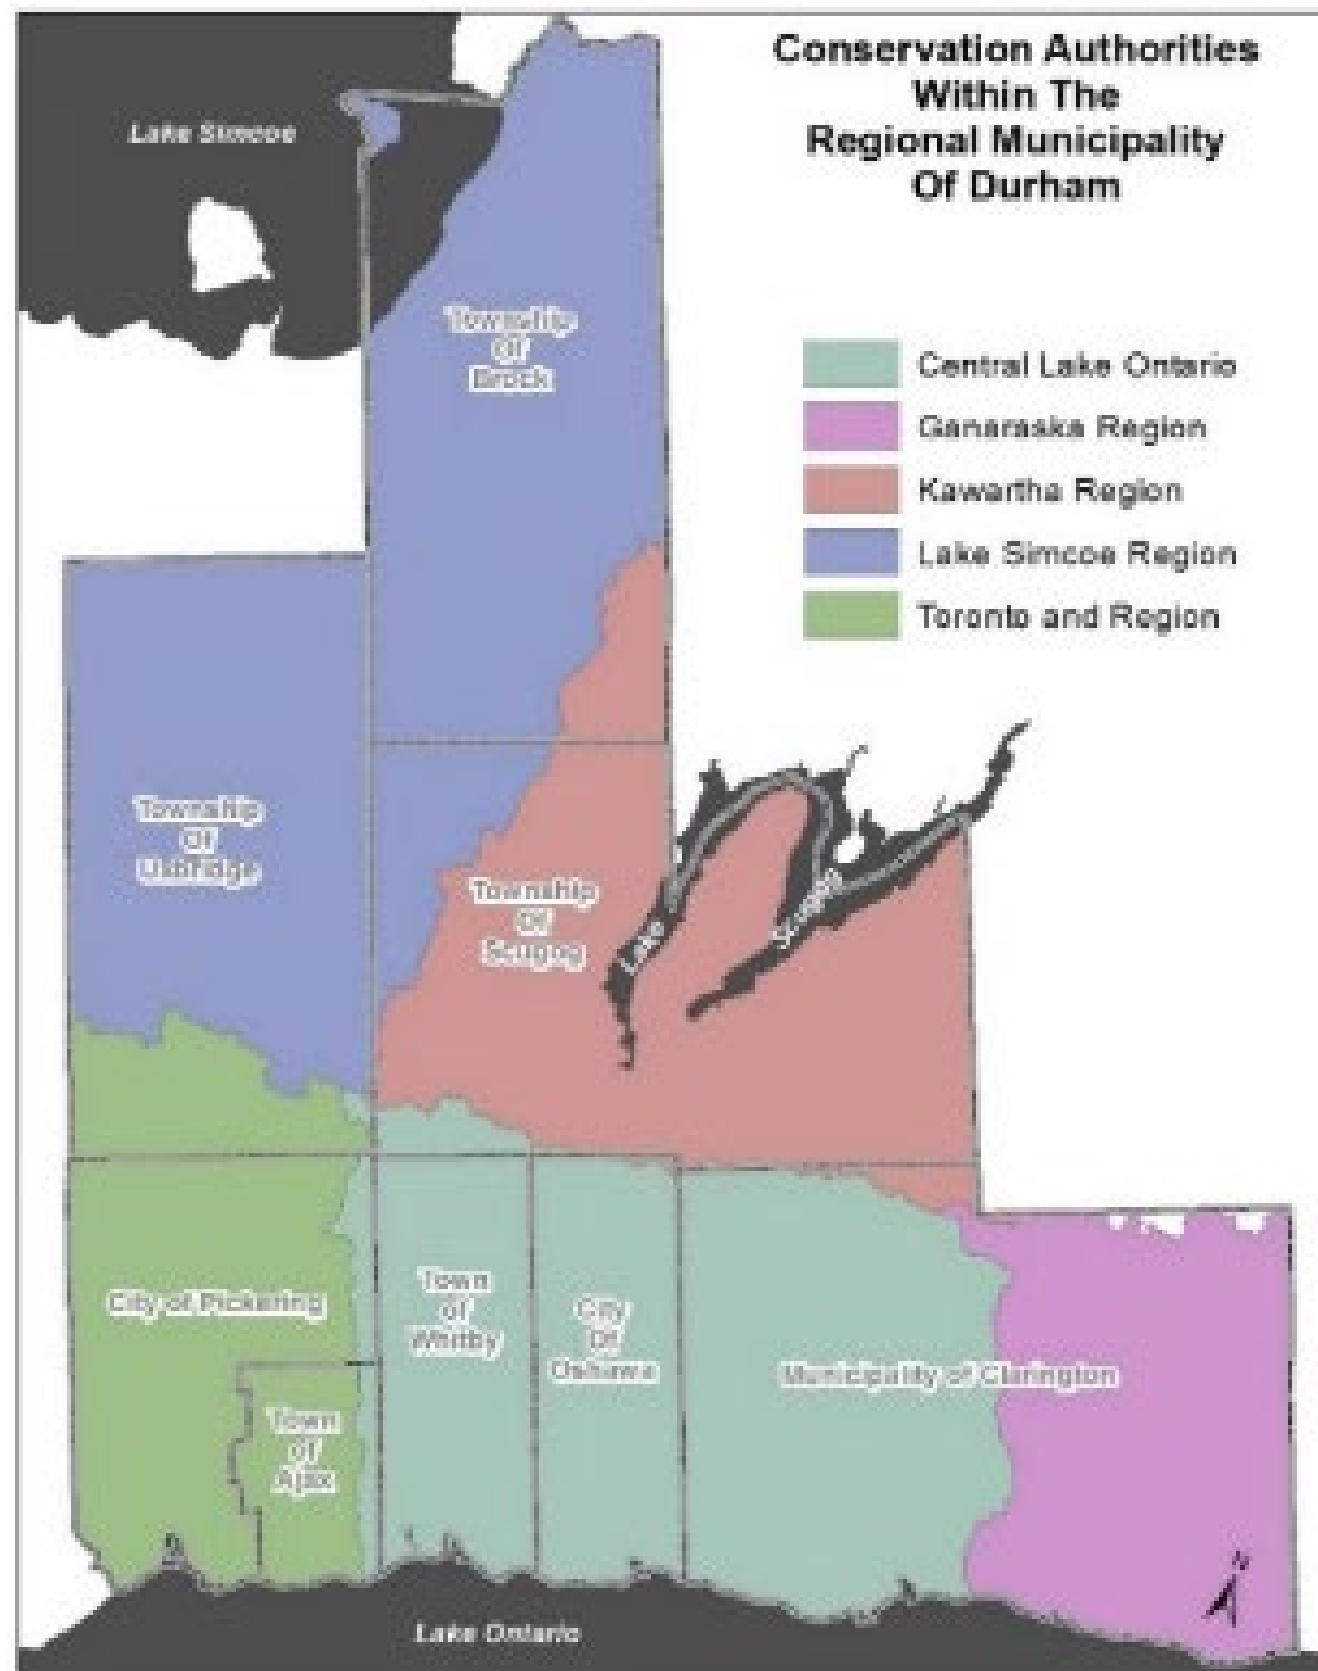 Conservation Authorities
Within The
Regional Municipality
Of Durham
Lake Simcoe
Township
Of
Brock
Central Lake Ontario
Ganaraska Region
Kawartha Region
Lake Simcoe Region
Toronto and Region
Township
Of
Uxbridge
Township
Of
Scugog
Lake
Scugog
City of Pickering
Town
of
Whitby
City
Of
Oshawa
Municipality of Clarington
Town
of
Ajax
N
Lake Ontario